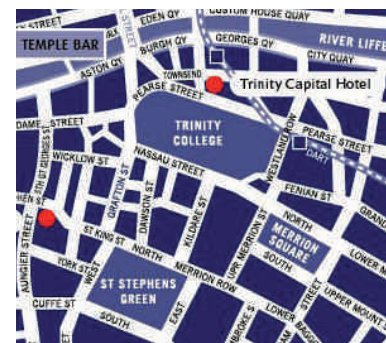 CUSTOM HOUSE QUAY
EDEN QY
RIVER LIFFE
TEMPLE BAR
BURGH QY
GEORGES QY
CITY QUAY
ASTON QY
TOWNSEND
Trinity Capital Hotel
PEARSE STREET
DAME STREET
TRINITY
COLLEGE
PEARSE STREET
DART
WESTLAND ROW
STH GT GEORGES ST
WICKLOW ST
NASSAU STREET
GRAFTON ST
DAWSON ST
KILDARE ST
FENIAN ST
GRAND
NORTH
MERRION
SQUARE
SOUTH
ST KING ST
NORTH
MERRION ROW
UPR MERRION ST
LOWER M
AUNGIER STREET
YORK ST
WEST
ST STEPHENS
GREEN
EAST
SOUTH
CUFFE ST
STREET
UPPER MOUNT
LOWER BAGG